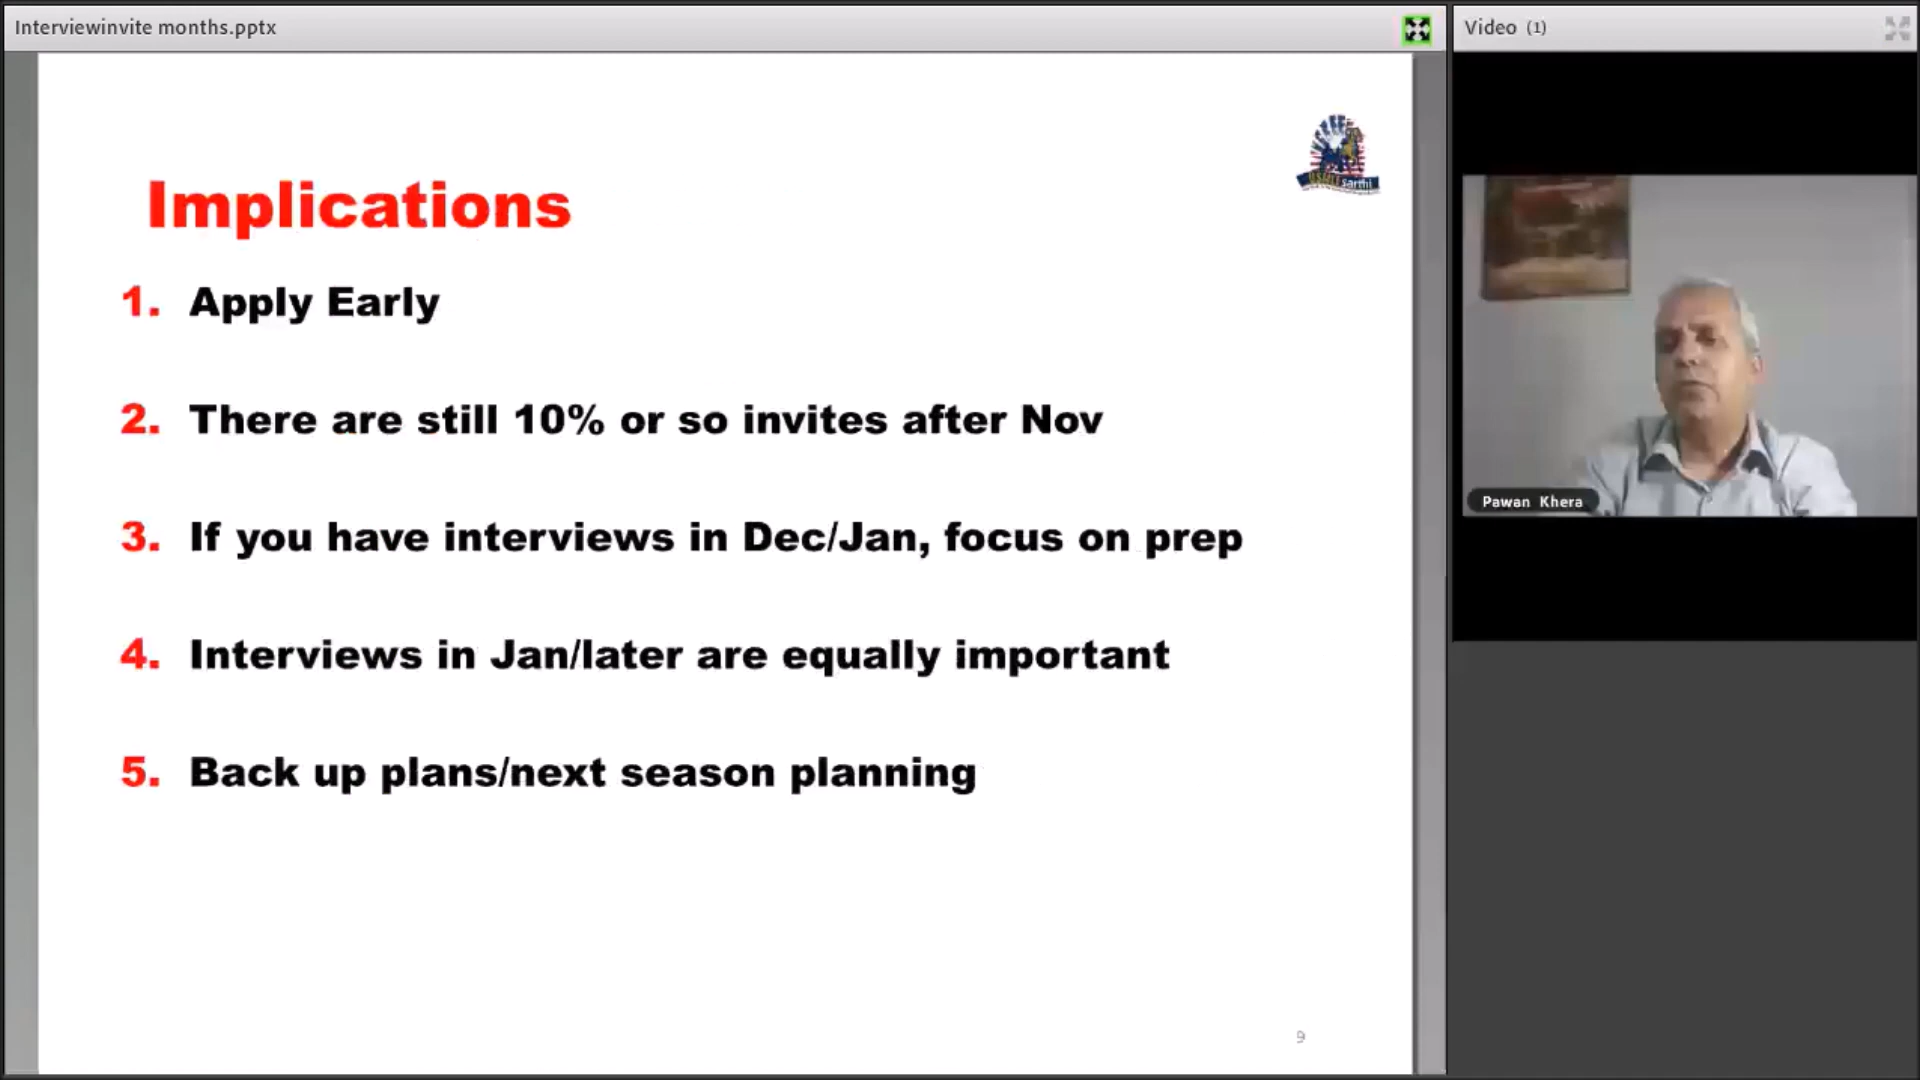 Interviewinvite months.pptx
Video (1)
Implications
1. Apply Early
2. There are still 10% or so invites after Nov
3. If you have interviews in Dec/Jan, focus on prep
4. Interviews in Jan/later are equally important
5. Back up plans/next season planning
9
USMLE sarthi
Pawan Khera